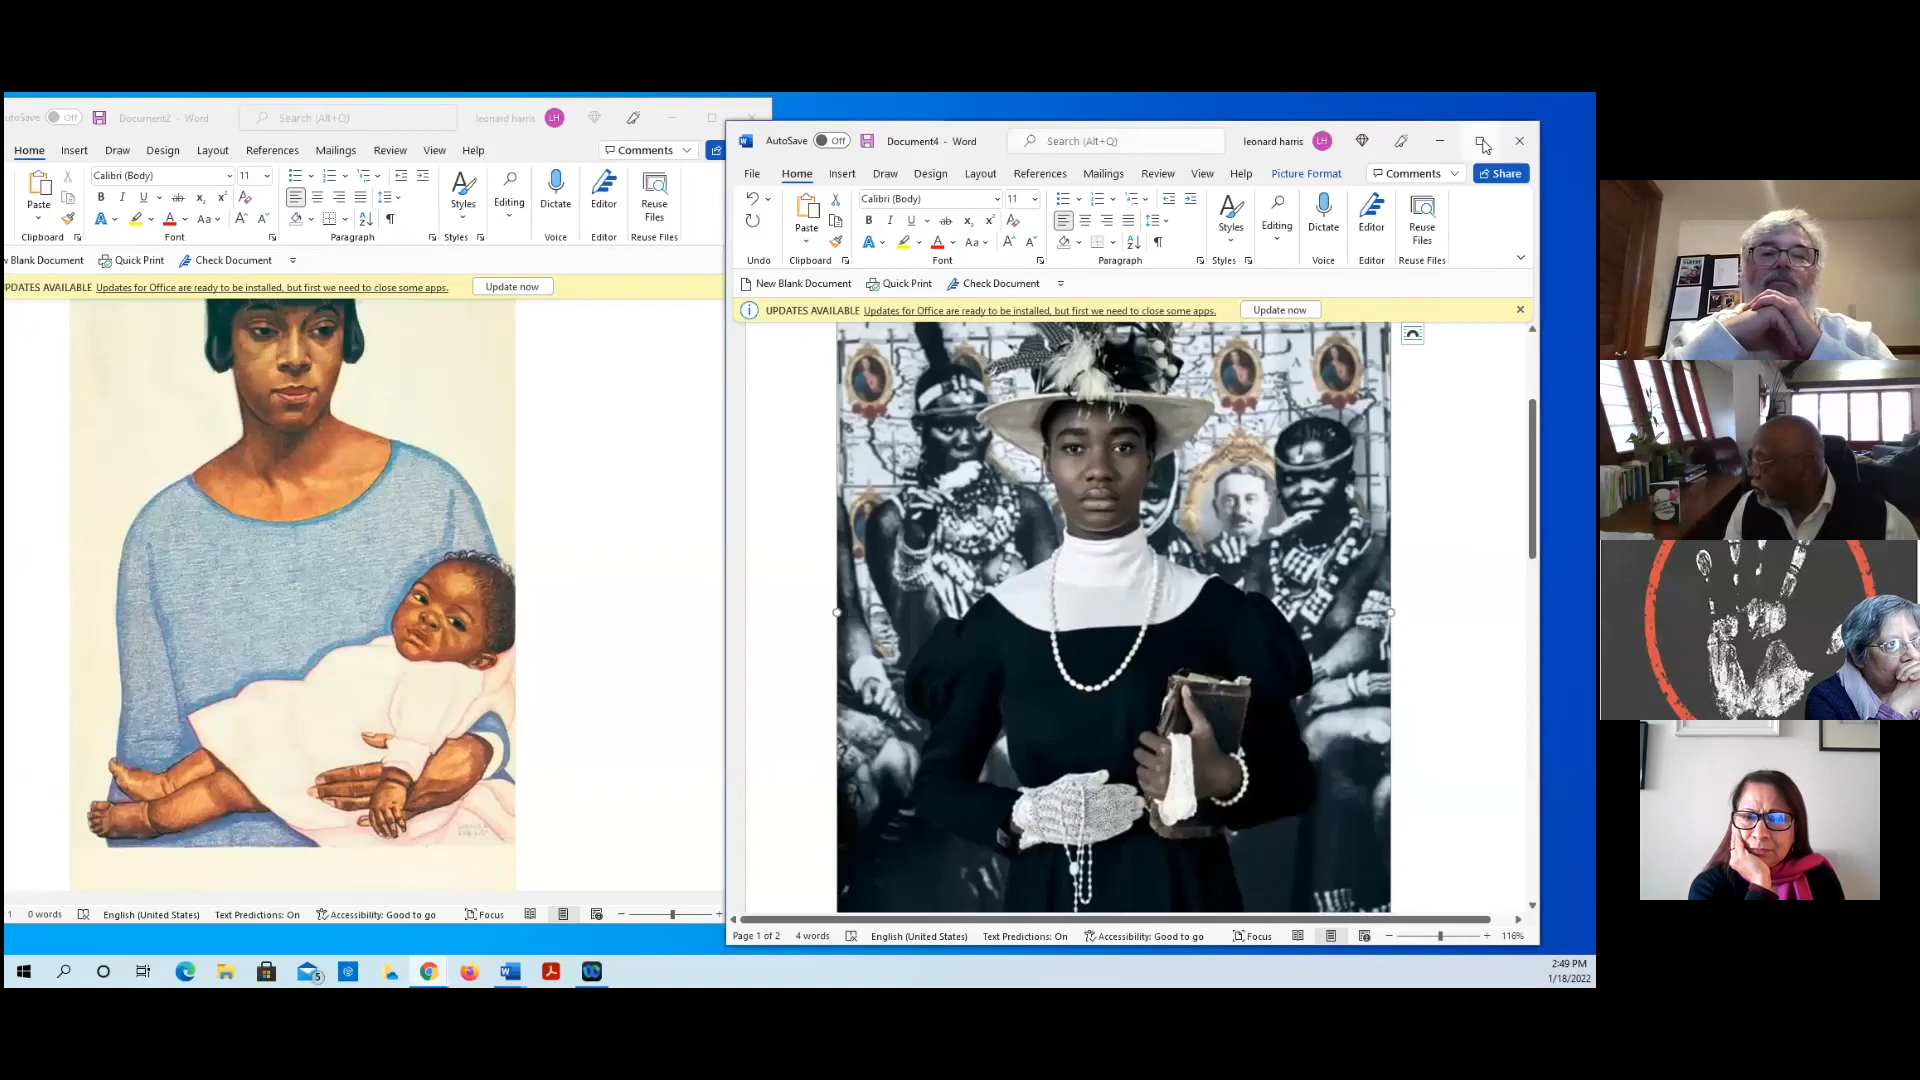 utoSave Off Document2 - Word Search (Alt+Q) leonard harris LH
Home Insert Draw Design Layout References Mailings Review View Help Comments
Calibri (Body) 11
Paste Styles Editing Dictate Editor Reuse Files
Clipboard Font Paragraph Styles Voice Editor Reuse Files
w Blank Document Quick Print Check Document
UPDATES AVAILABLE Updates for Office are ready to be installed, but first we need to close some apps. Update now
1 0 words English (United States) Text Predictions: On Accessibility: Good to go Focus
AutoSave Off Document4 - Word Search (Alt+Q) leonard harris LH
File Home Insert Draw Design Layout References Mailings Review View Help Picture Format Comments Share
Calibri (Body) 11
Paste Styles Editing Dictate Editor Reuse Files
Undo Clipboard Font Paragraph Styles Voice Editor Reuse Files
New Blank Document Quick Print Check Document
UPDATES AVAILABLE Updates for Office are ready to be installed, but first we need to close some apps. Update now
Page 1 of 2 4 words English (United States) Text Predictions: On Accessibility: Good to go Focus 116%
5
2:49 PM
1/18/2022
SARTRE